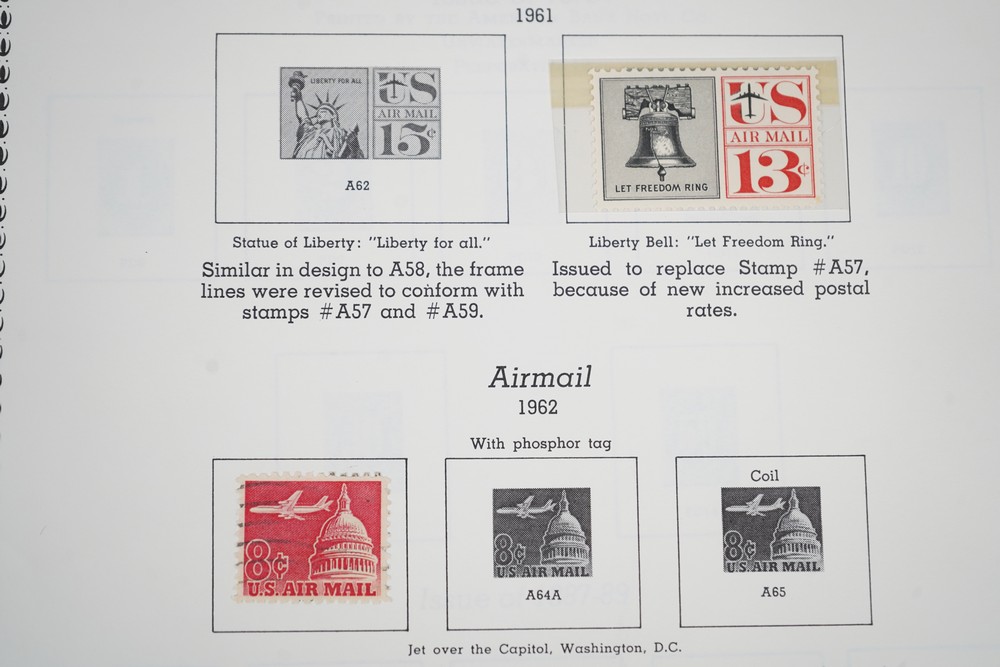 1961
LIBERTY FOR ALL
US
AIR MAIL
15¢
A62
US
AIR MAIL
13¢
LET FREEDOM RING
Statue of Liberty: "Liberty for all."
Similar in design to A58, the frame
lines were revised to conform with
stamps #A57 and #A59.
Liberty Bell: "Let Freedom Ring."
Issued to replace Stamp #A57,
because of new increased postal
rates.
Airmail
1962
With phosphor tag
8¢
U.S. AIR MAIL
8¢
U.S. AIR MAIL
A64A
Coil
8¢
U.S. AIR MAIL
A65
Jet over the Capitol, Washington, D.C.